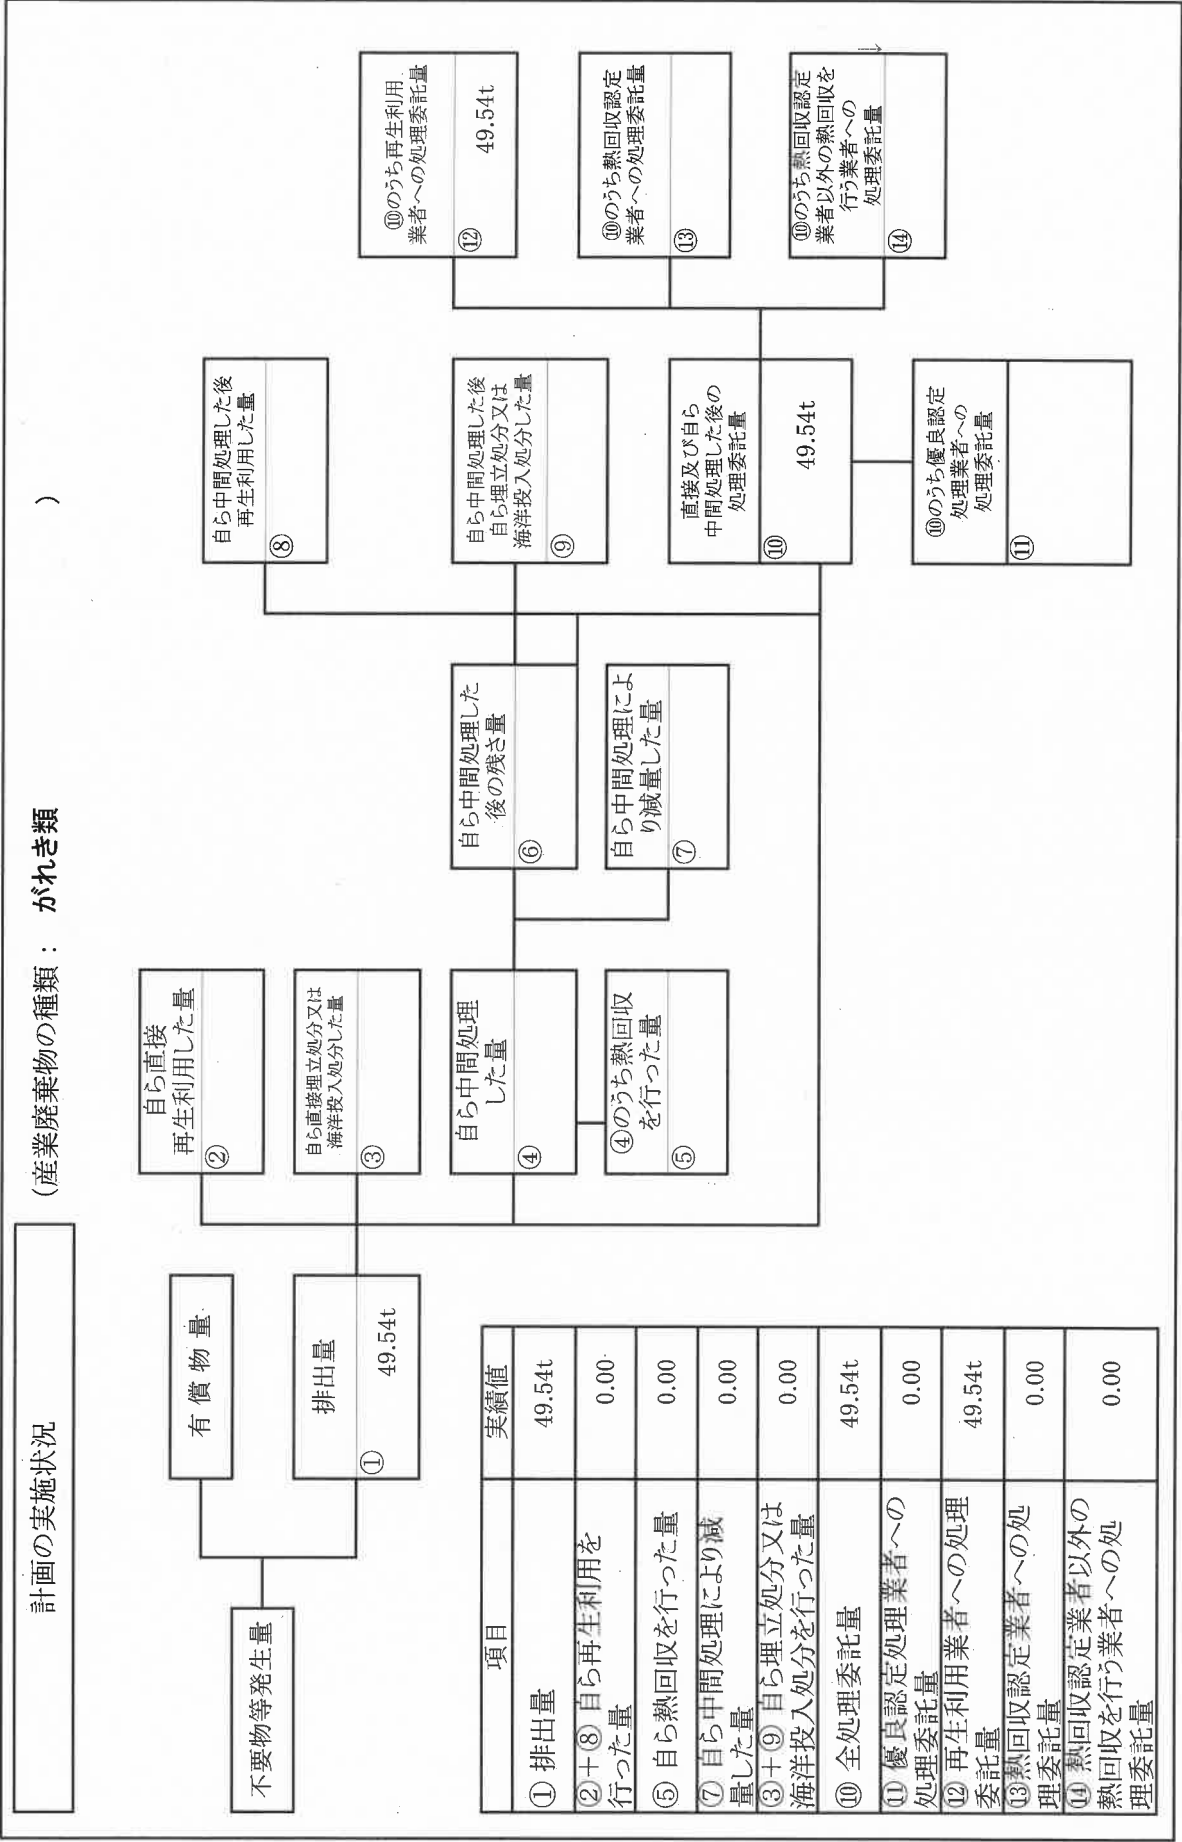 計画の実施状況
(産業廃棄物の種類： がれき類
)
不要物等発生量
有 償 物 量
排出量
①
49.54t
自ら直接
再生利用した量
②
自ら直接埋立処分又は
海洋投入処分した量
③
自ら中間処理
した量
④
④のうち熱回収
を行った量
⑤
自ら中間処理した
後の残さ量
⑥
自ら中間処理によ
り減量した量
⑦
自ら中間処理した後
再生利用した量
⑧
自ら中間処理した後
自ら埋立処分又は
海洋投入処分した量
⑨
直接及び自ら
中間処理した後の
処理委託量
⑩
49.54t
⑩のうち優良認定
処理業者への
処理委託量
⑪
⑩のうち再生利用
業者への処理委託量
⑫
49.54t
⑩のうち熱回収認定
業者への処理委託量
⑬
⑩のうち熱回収認定
業者以外の熱回収を
行う業者への
処理委託量
⑭
項目
実績値
① 排出量
49.54t
②＋⑧ 自ら再生利用を
行った量
0.00
⑤ 自ら熱回収を行った量
0.00
⑦ 自ら中間処理により減
量した量
0.00
③＋⑨ 自ら埋立処分又は
海洋投入処分を行った量
0.00
⑩ 全処理委託量
49.54t
⑪ 優良認定処理業者への
処理委託量
0.00
⑫ 再生利用業者への処理
委託量
49.54t
⑬熱回収認定業者への処
理委託量
0.00
⑭ 熱回収認定業者以外の
熱回収を行う業者への処
理委託量
0.00